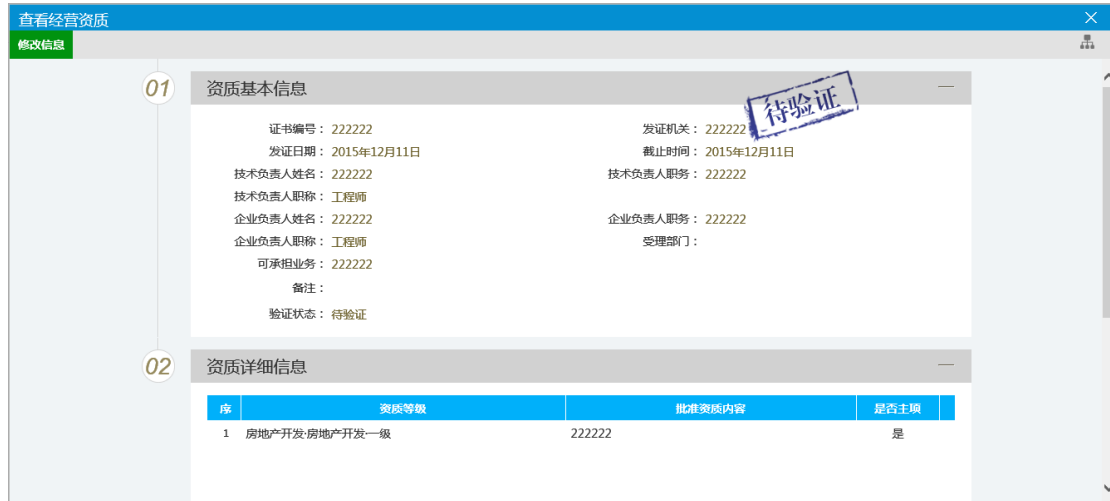 查看经营资质
修改信息
01 资质基本信息
待验证
证书编号： 222222 发证机关： 222222
发证日期： 2015年12月11日 截止时间： 2015年12月11日
技术负责人姓名： 222222 技术负责人职务： 222222
技术负责人职称： 工程师
企业负责人姓名： 222222 企业负责人职务： 222222
企业负责人职称： 工程师 受理部门：
可承担业务： 222222
备注：
验证状态： 待验证
02 资质详细信息
序 资质等级 批准资质内容 是否主项
1 房地产开发·房地产开发·一级 222222 是